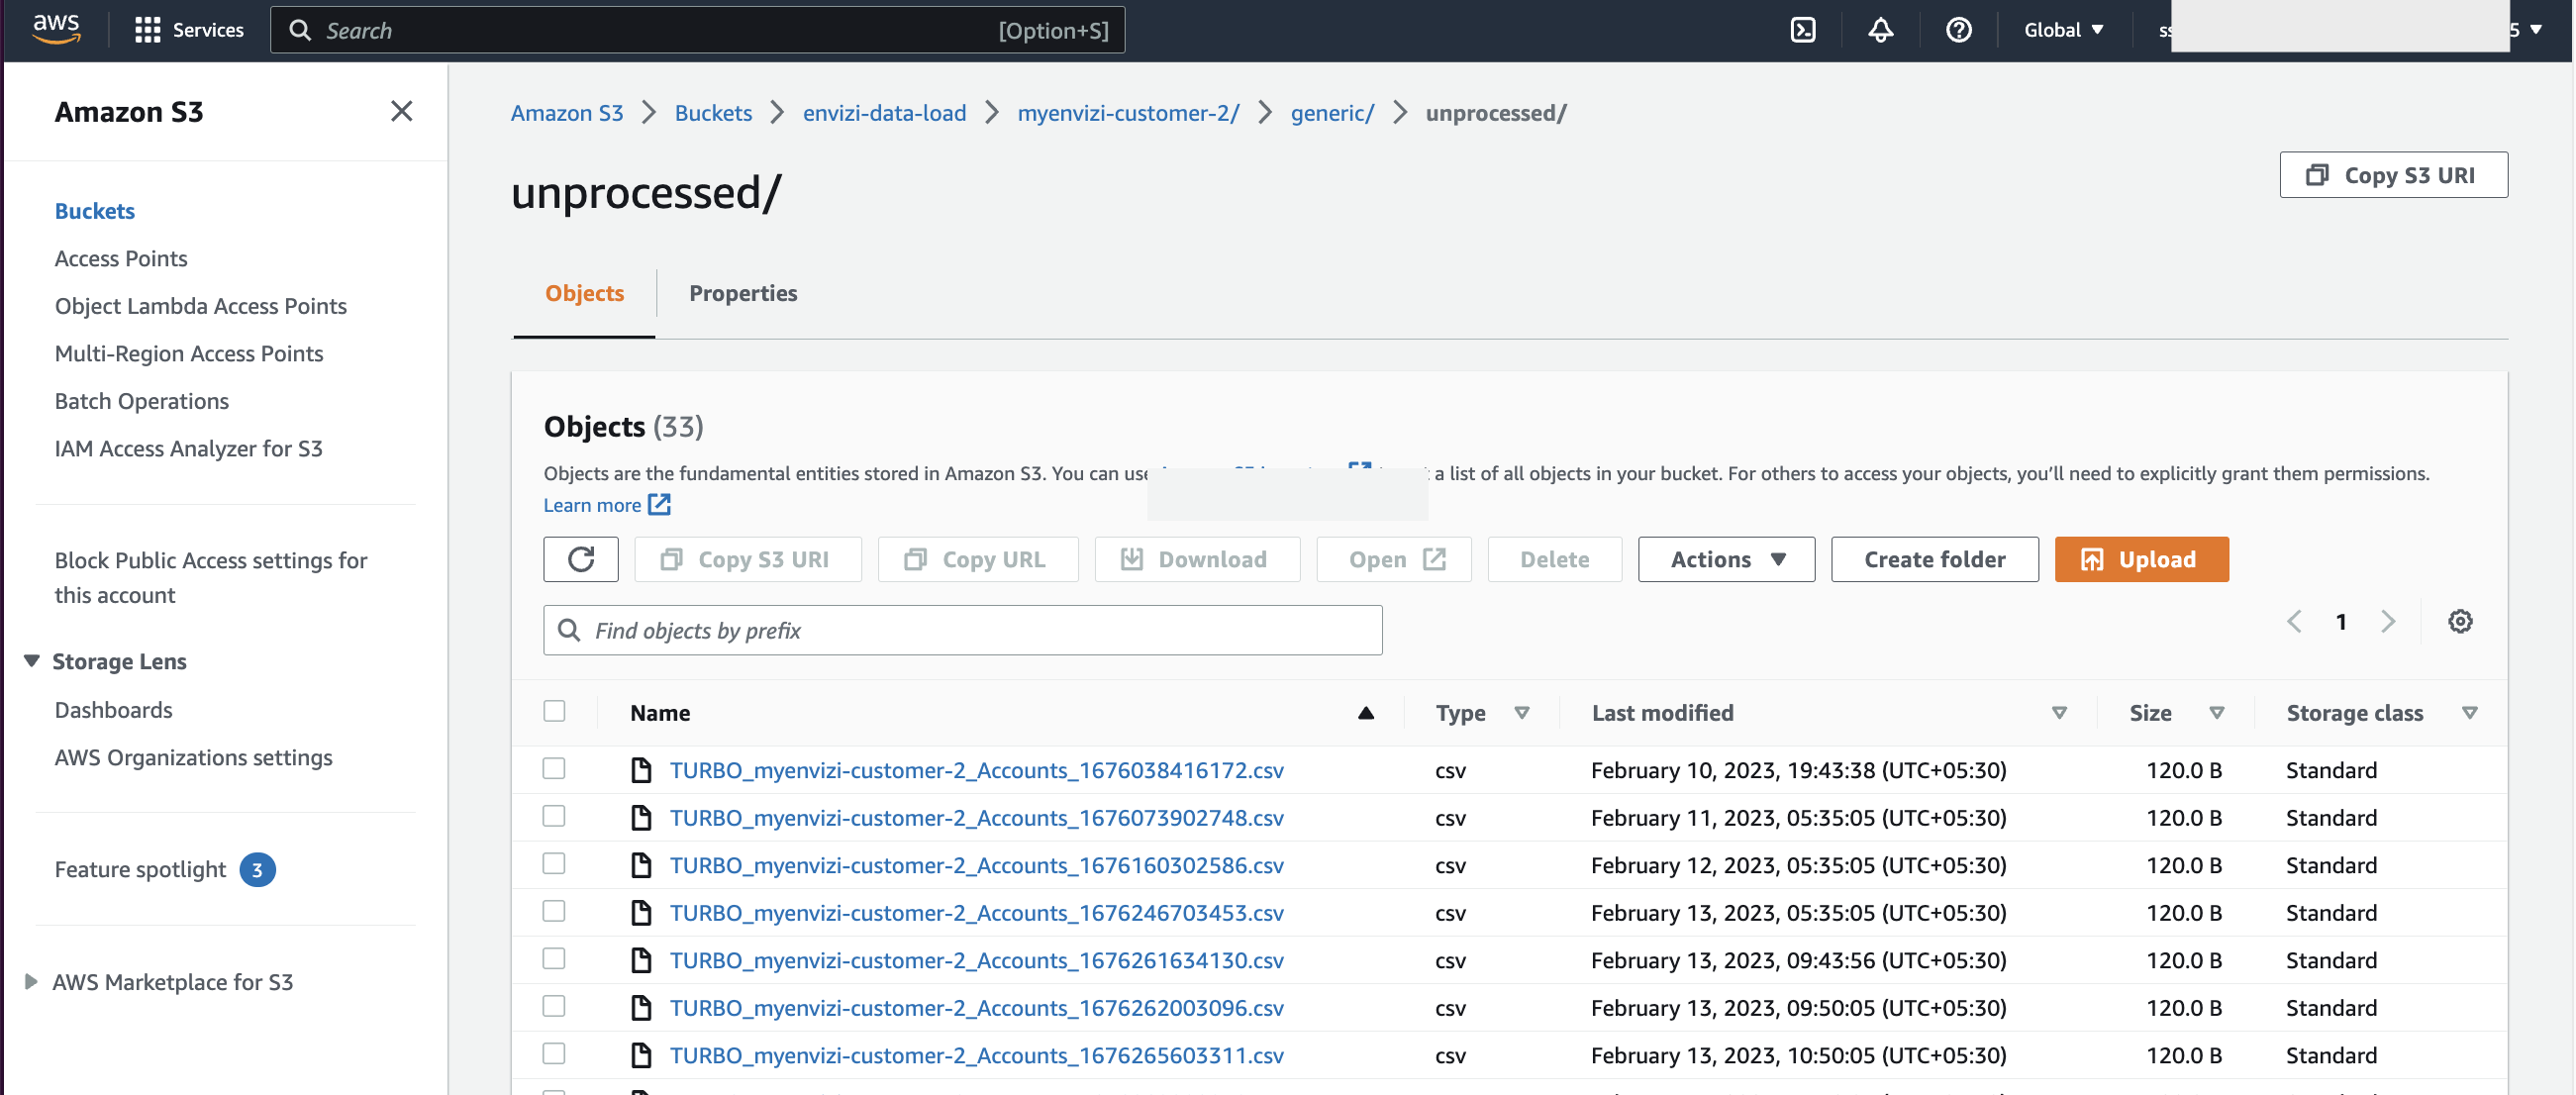 aws Services Search [Option+S] Global
Amazon S3
Buckets
Access Points
Object Lambda Access Points
Multi-Region Access Points
Batch Operations
IAM Access Analyzer for S3
Block Public Access settings for
this account
Storage Lens
Dashboards
AWS Organizations settings
Feature spotlight 3
AWS Marketplace for S3
Amazon S3 Buckets envizi-data-load myenvizi-customer-2/ generic/ unprocessed/
unprocessed/
Copy S3 URI
Objects Properties
Objects (33)
Objects are the fundamental entities stored in Amazon S3. You can use a list of all objects in your bucket. For others to access your objects, you’ll need to explicitly grant them permissions.
Learn more
Copy S3 URI Copy URL Download Open Delete Actions Create folder Upload
Find objects by prefix
1
Name Type Last modified Size Storage class
TURBO_myenvizi-customer-2_Accounts_1676038416172.csv csv February 10, 2023, 19:43:38 (UTC+05:30) 120.0 B Standard
TURBO_myenvizi-customer-2_Accounts_1676073902748.csv csv February 11, 2023, 05:35:05 (UTC+05:30) 120.0 B Standard
TURBO_myenvizi-customer-2_Accounts_1676160302586.csv csv February 12, 2023, 05:35:05 (UTC+05:30) 120.0 B Standard
TURBO_myenvizi-customer-2_Accounts_1676246703453.csv csv February 13, 2023, 05:35:05 (UTC+05:30) 120.0 B Standard
TURBO_myenvizi-customer-2_Accounts_1676261634130.csv csv February 13, 2023, 09:43:56 (UTC+05:30) 120.0 B Standard
TURBO_myenvizi-customer-2_Accounts_1676262003096.csv csv February 13, 2023, 09:50:05 (UTC+05:30) 120.0 B Standard
TURBO_myenvizi-customer-2_Accounts_1676265603311.csv csv February 13, 2023, 10:50:05 (UTC+05:30) 120.0 B Standard